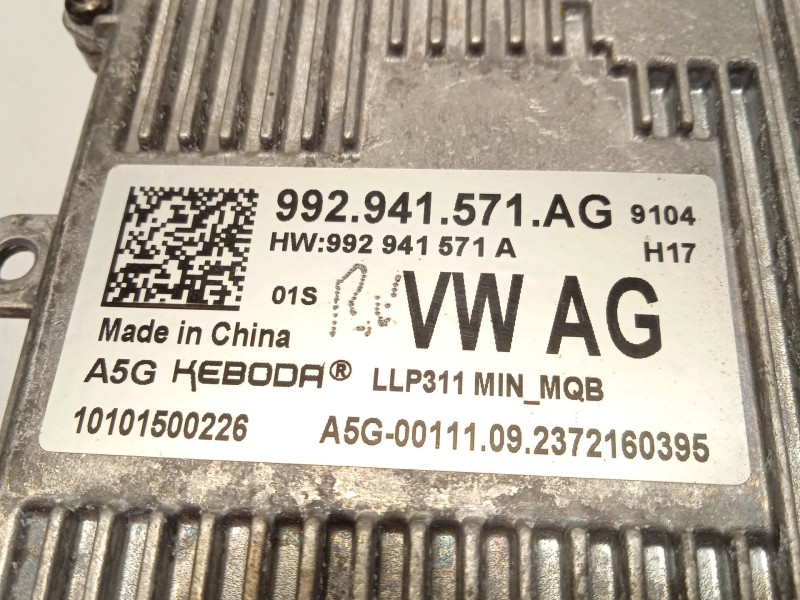 992.941.571.AG 9104
HW:992 941 571 A H17
01S VW AG
Made in China
A5G KEBODA® LLP311 MIN_MQB
10101500226 A5G-00111.09.2372160395